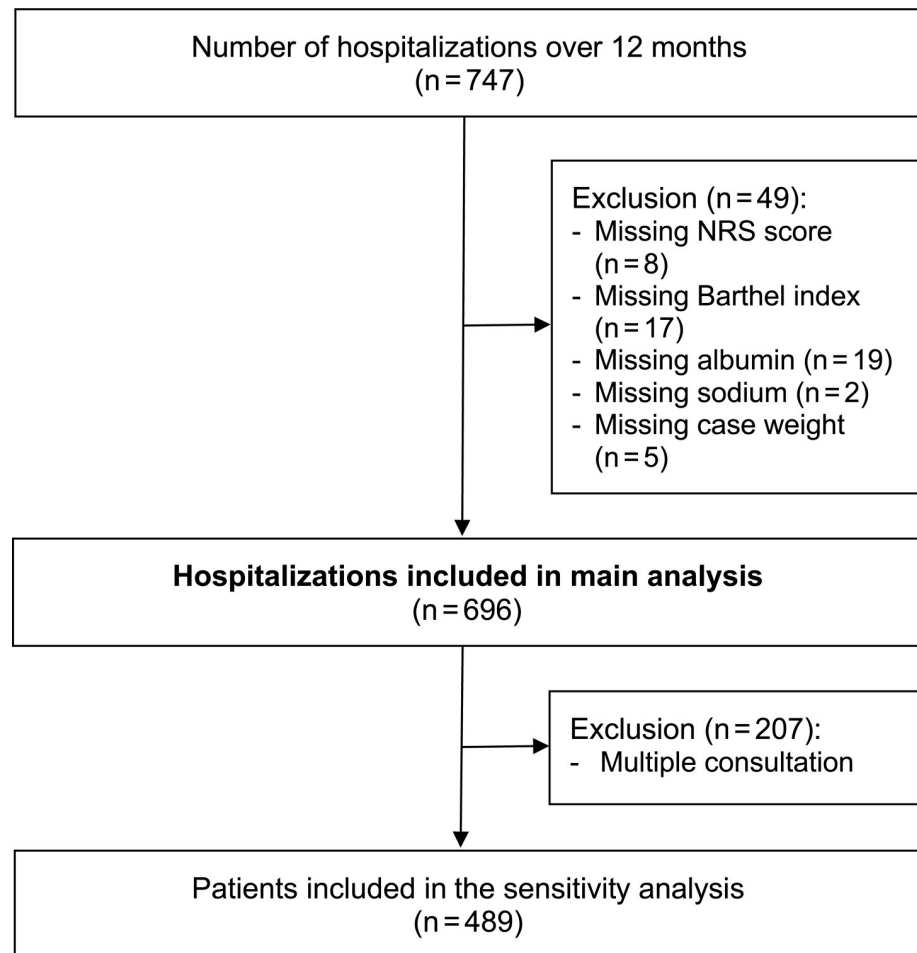 Number of hospitalizations over 12 months
(n = 747)
Exclusion (n = 49):
- Missing NRS score
(n = 8)
- Missing Barthel index
(n = 17)
- Missing albumin (n = 19)
- Missing sodium (n = 2)
- Missing case weight
(n = 5)
Hospitalizations included in main analysis
(n = 696)
Exclusion (n = 207):
- Multiple consultation
Patients included in the sensitivity analysis
(n = 489)